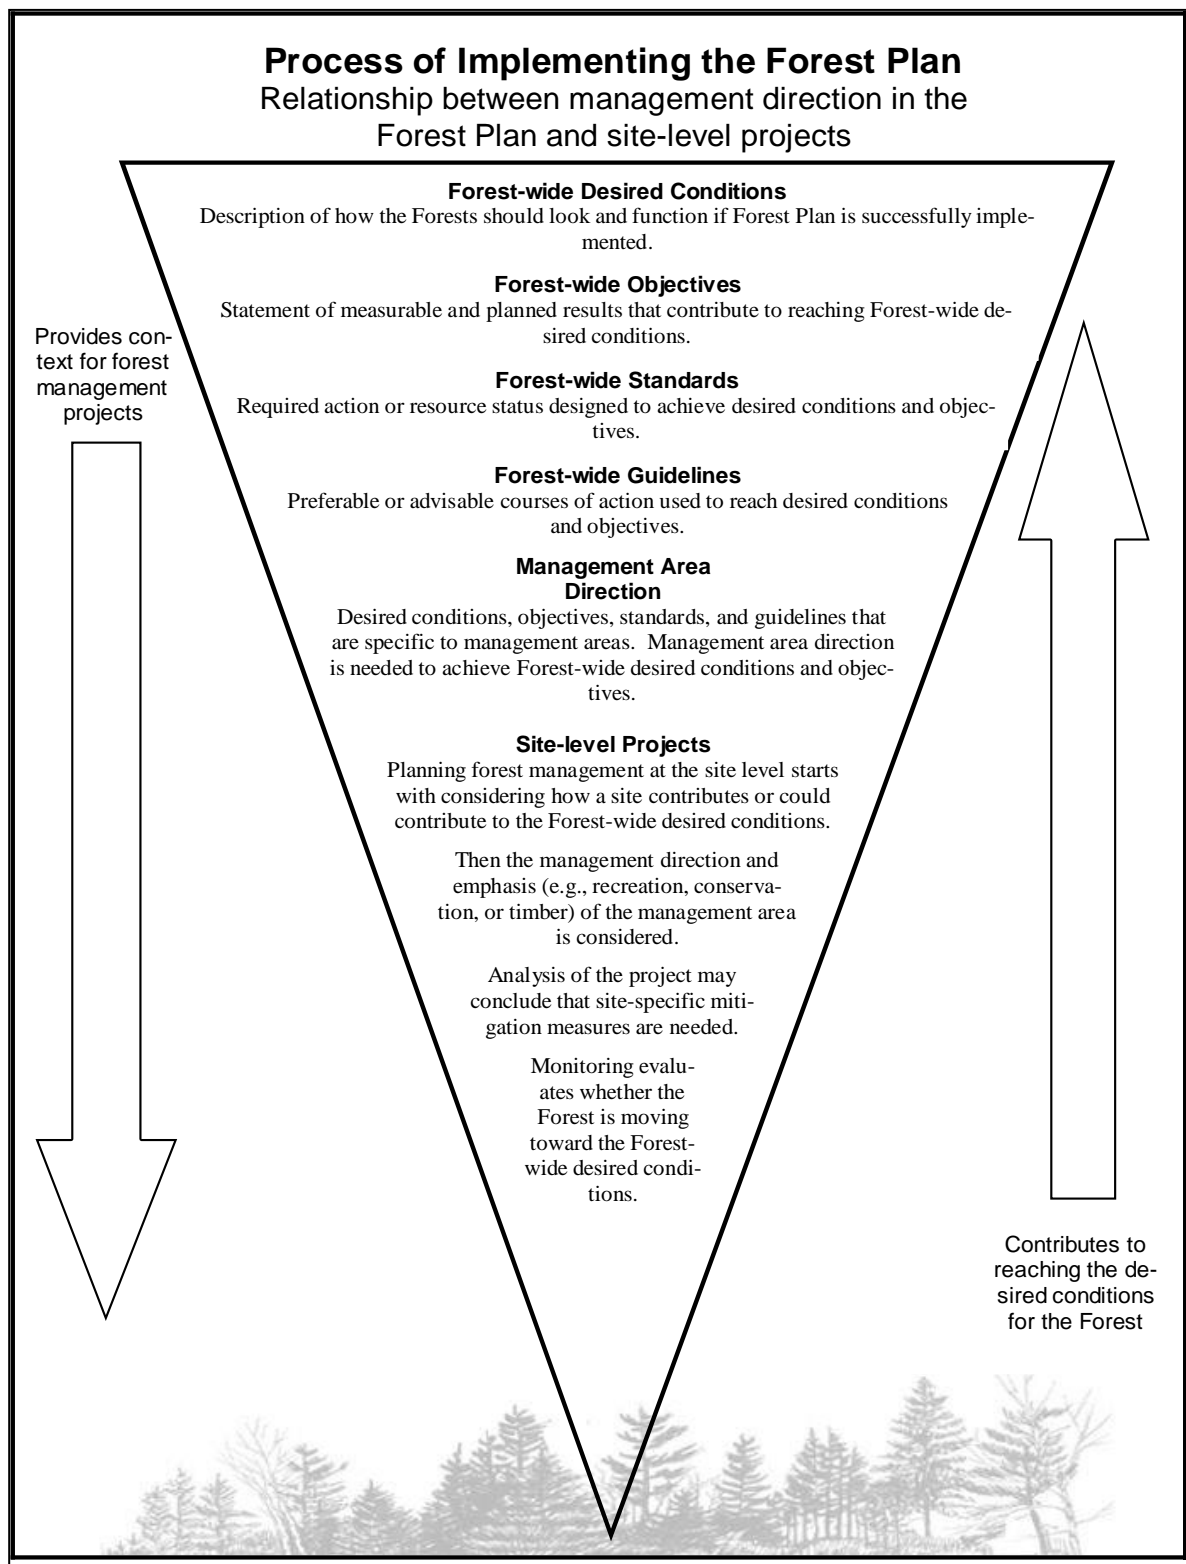 Process of Implementing the Forest Plan
Relationship between management direction in the
Forest Plan and site-level projects
Forest-wide Desired Conditions
Description of how the Forests should look and function if Forest Plan is successfully imple-
mented.
Forest-wide Objectives
Statement of measurable and planned results that contribute to reaching Forest-wide de-
sired conditions.
Forest-wide Standards
Required action or resource status designed to achieve desired conditions and objec-
tives.
Forest-wide Guidelines
Preferable or advisable courses of action used to reach desired conditions
and objectives.
Management Area
Direction
Desired conditions, objectives, standards, and guidelines that
are specific to management areas.  Management area direction
is needed to achieve Forest-wide desired conditions and objec-
tives.
Site-level Projects
Planning forest management at the site level starts
with considering how a site contributes or could
contribute to the Forest-wide desired conditions.
Then the management direction and
emphasis (e.g., recreation, conserva-
tion, or timber) of the management area
is considered.
Analysis of the project may
conclude that site-specific miti-
gation measures are needed.
Monitoring evalu-
ates whether the
Forest is moving
toward the Forest-
wide desired condi-
tions.
Provides con-
text for forest
management
projects
Contributes to
reaching the de-
sired conditions
for the Forest